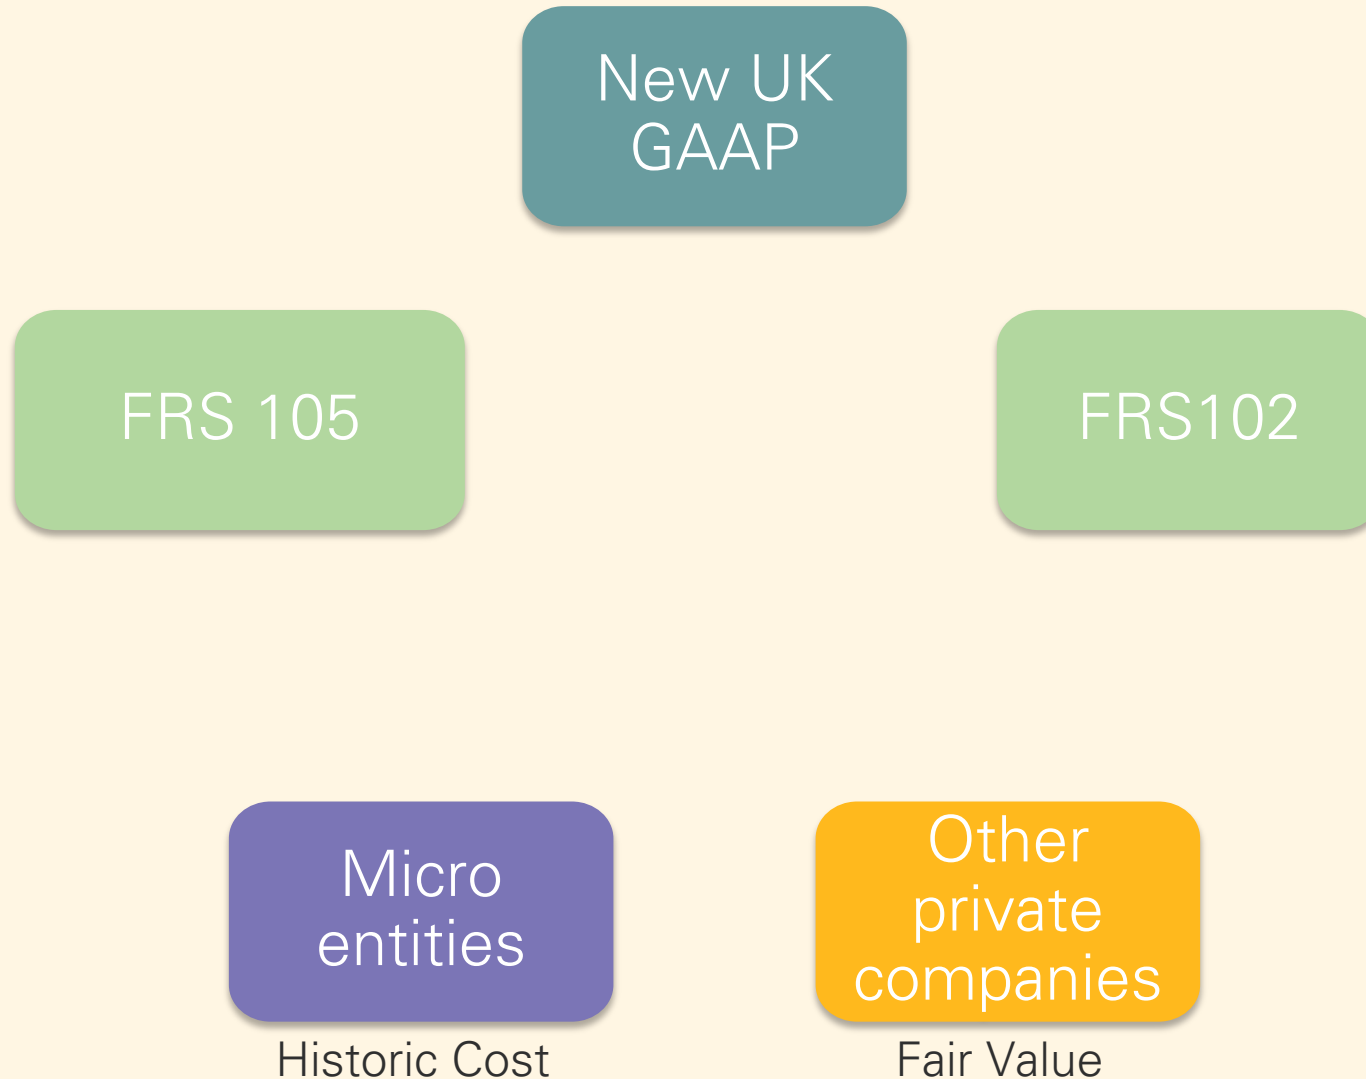 New UK
GAAP
FRS 105
FRS102
Micro
entities
Other
private
companies
Historic Cost
Fair Value